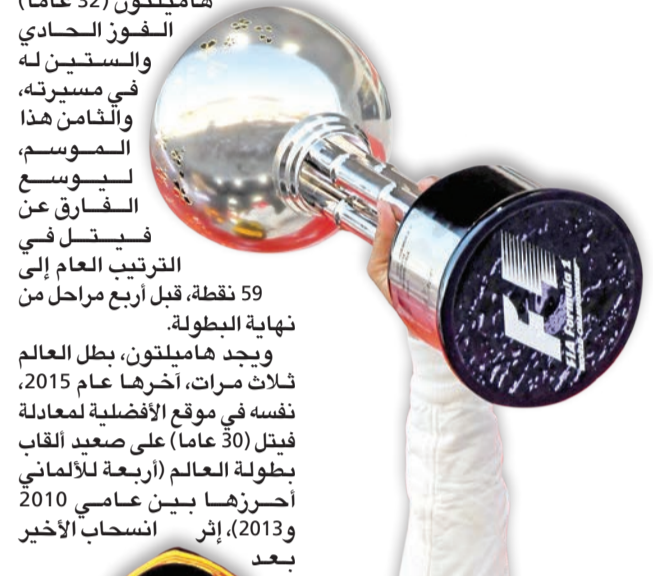 هاميلتون (32 عاما)
الفوز الحادي
والستين له
في مسيرته،
والثامن هذا
الموسم،
ليوسع
الفارق عن
فيتل في
الترتيب العام إلى
59 نقطة، قبل أربع مراحل من
نهاية البطولة.
ويجد هاميلتون، بطل العالم
ثلاث مرات، آخرها عام 2015،
نفسه في موقع الأفضلية لمعادلة
فيتل (30 عاما) على صعيد ألقاب
بطولة العالم (أربعة للألماني
أحرزها بين عامي 2010
و2013)، إثر انسحاب الأخير
بعد
F1
FIA Formula 1